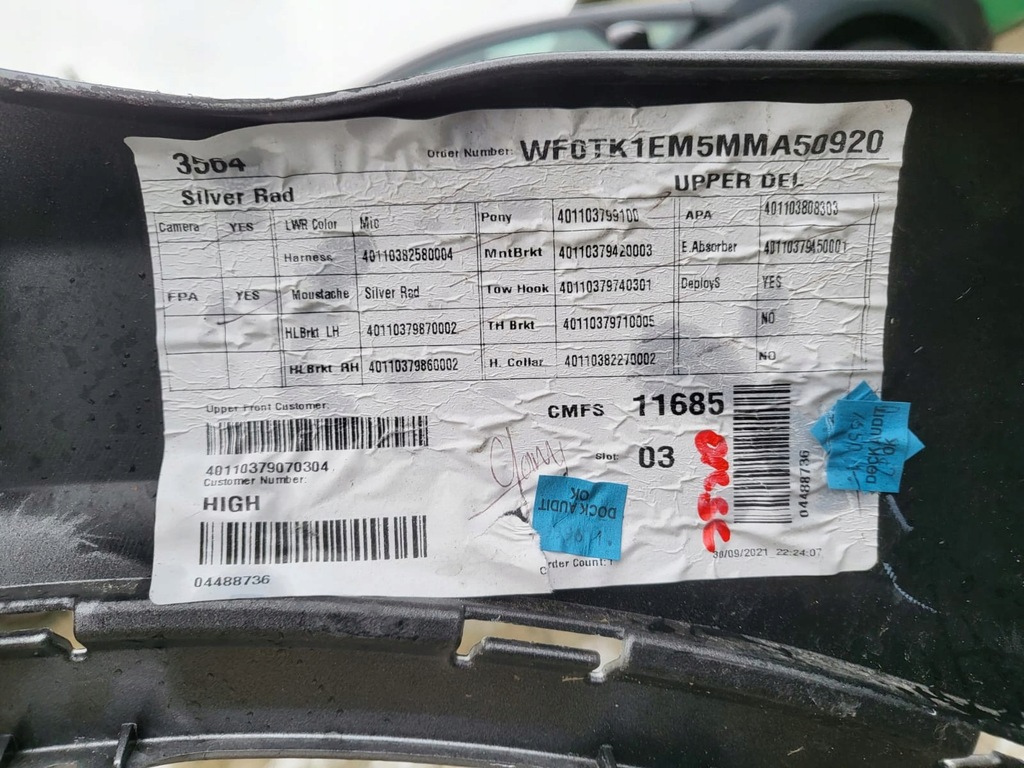 3564 Order Number: WF0TK1EM5MMA50920
Silver Rad UPPER DEL
Camera YES LWR Color Mic Pony 401103799100 APA 401103808303
Harness 40110382580004 MntBrkt 40110379420003 E.Absorber 40110379450001
FPA YES Moustache Silver Rad Tow Hook 40110379740301 DeployS YES
HLBrkt LH 40110379870002 TH Brkt 40110379710005 NO
HLBrkt RH 40110379860002 H. Collar 40110382270002 NO
Upper Front Customer:
CMFS 11685
40110379070304
Slot: 03
Customer Number:
HIGH
04488736
04488736
DOCK AUDIT
OK
DOCK AUDIT
OK
Order Count:1
30/09/2021 22:24:07